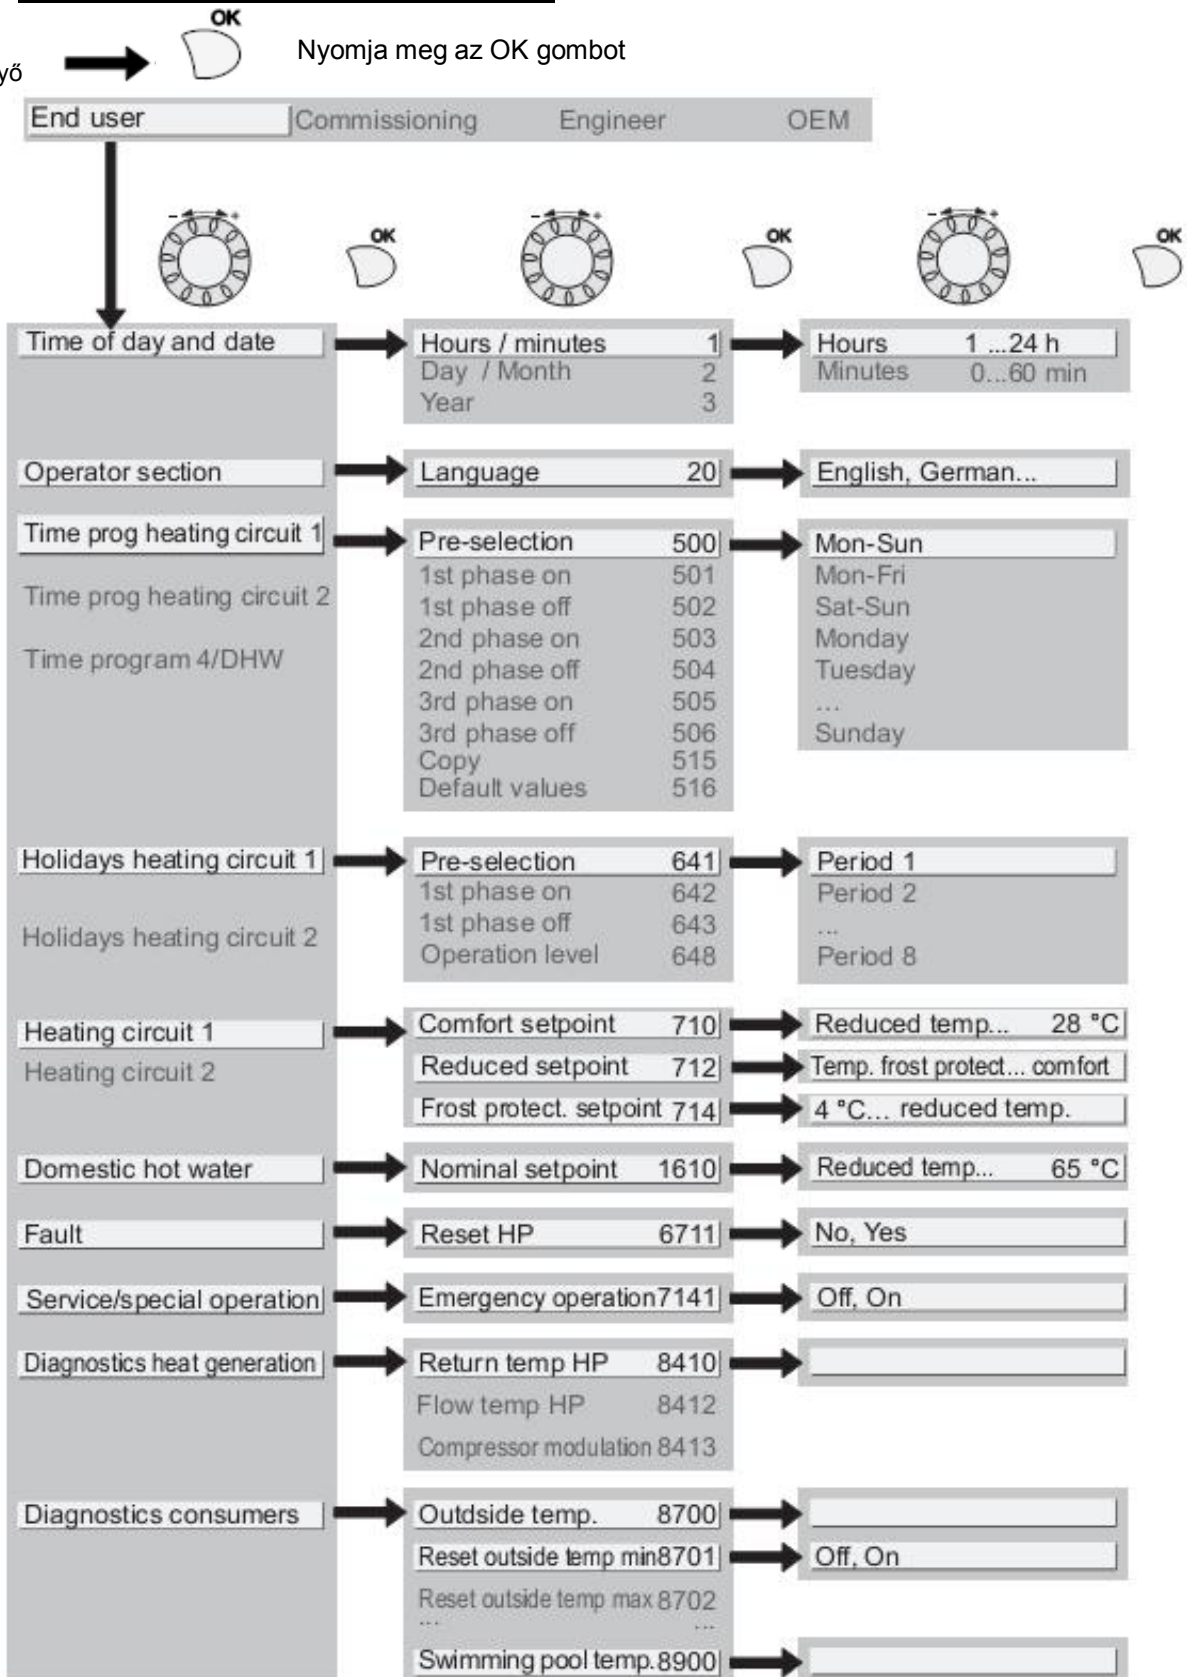 OK
Nyomja meg az OK gombot
yő
End user Commissioning Engineer OEM
- + OK - + OK - + OK
Time of day and date Hours / minutes 1 Hours 1 ...24 h
Day / Month 2 Minutes 0...60 min
Year 3
Operator section Language 20 English, German...
Time prog heating circuit 1 Pre-selection 500 Mon-Sun
1st phase on 501 Mon-Fri
Time prog heating circuit 2 1st phase off 502 Sat-Sun
2nd phase on 503 Monday
Time program 4/DHW 2nd phase off 504 Tuesday
3rd phase on 505 ...
3rd phase off 506 Sunday
Copy 515
Default values 516
Holidays heating circuit 1 Pre-selection 641 Period 1
1st phase on 642 Period 2
Holidays heating circuit 2 1st phase off 643 ...
Operation level 648 Period 8
Heating circuit 1 Comfort setpoint 710 Reduced temp... 28 °C
Heating circuit 2 Reduced setpoint 712 Temp. frost protect... comfort
Frost protect. setpoint 714 4 °C... reduced temp.
Domestic hot water Nominal setpoint 1610 Reduced temp... 65 °C
Fault Reset HP 6711 No, Yes
Service/special operation Emergency operation7141 Off, On
Diagnostics heat generation Return temp HP 8410
Flow temp HP 8412
Compressor modulation 8413
Diagnostics consumers Outdside temp. 8700
Reset outside temp min8701 Off, On
Reset outside temp max 8702
... ...
Swimming pool temp.8900